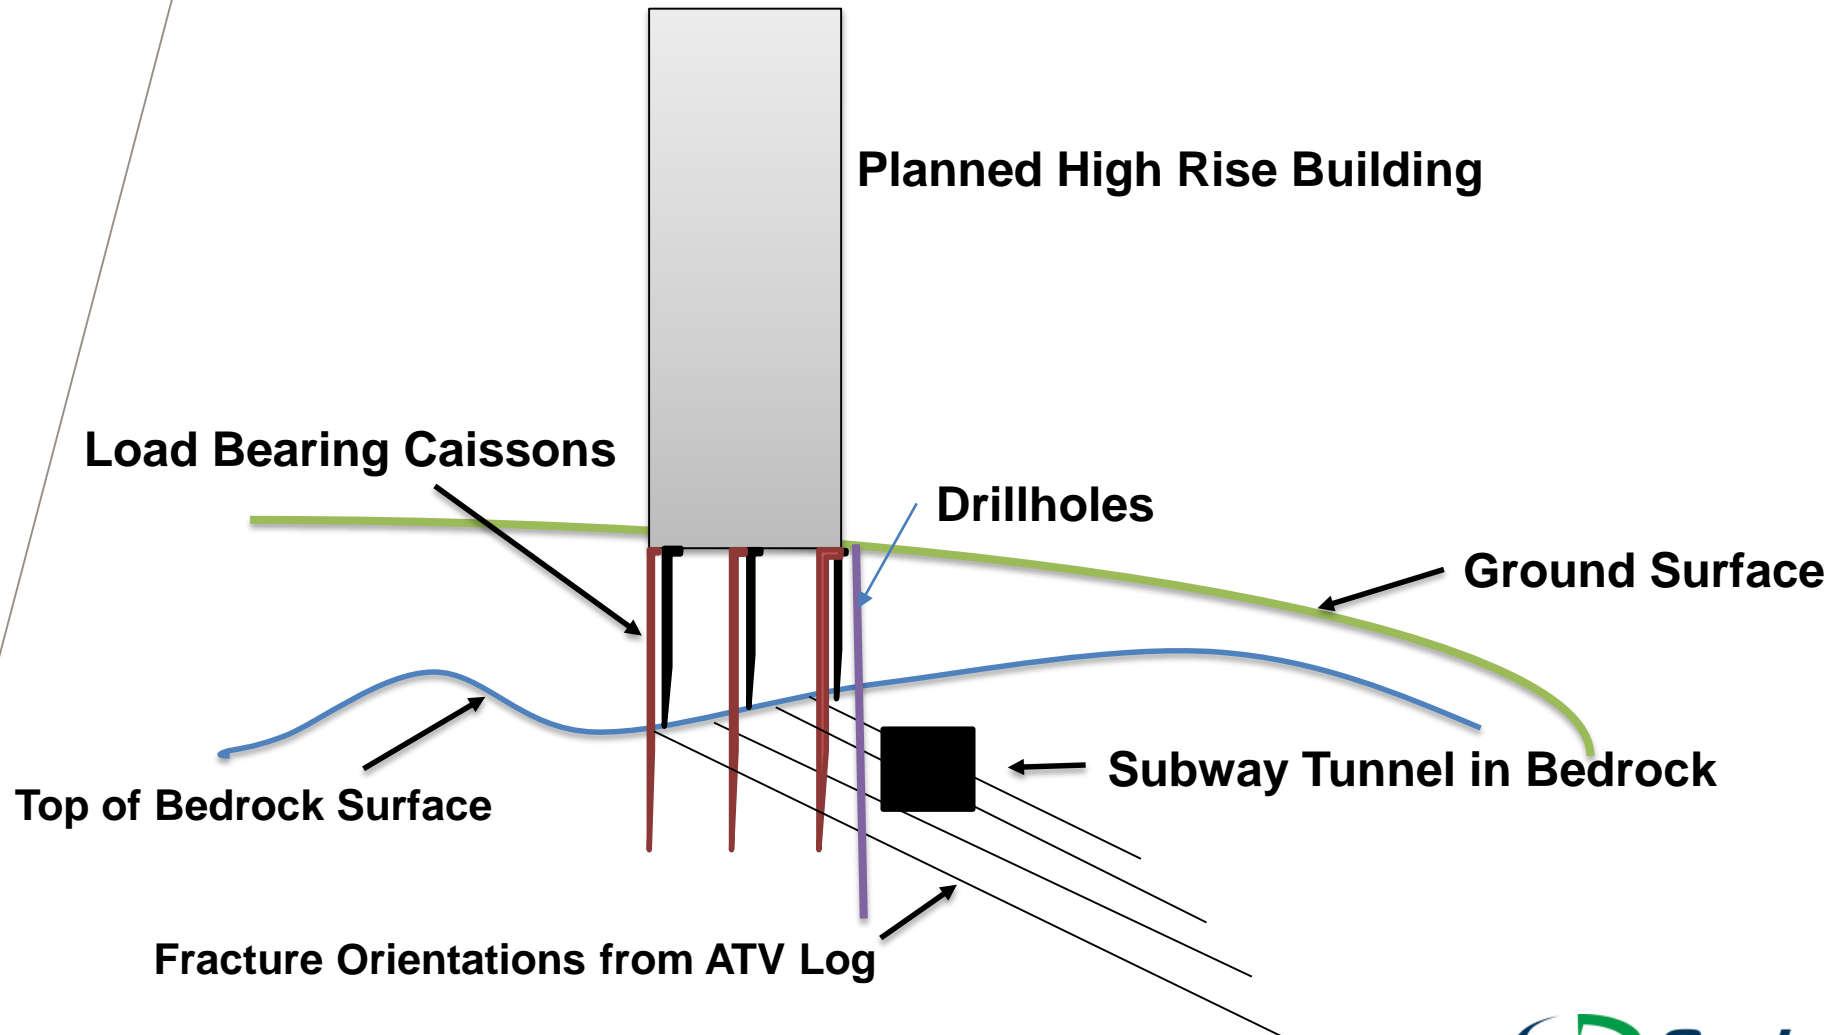 Planned High Rise Building
Load Bearing Caissons
Drillholes
Ground Surface
Subway Tunnel in Bedrock
Top of Bedrock Surface
Fracture Orientations from ATV Log